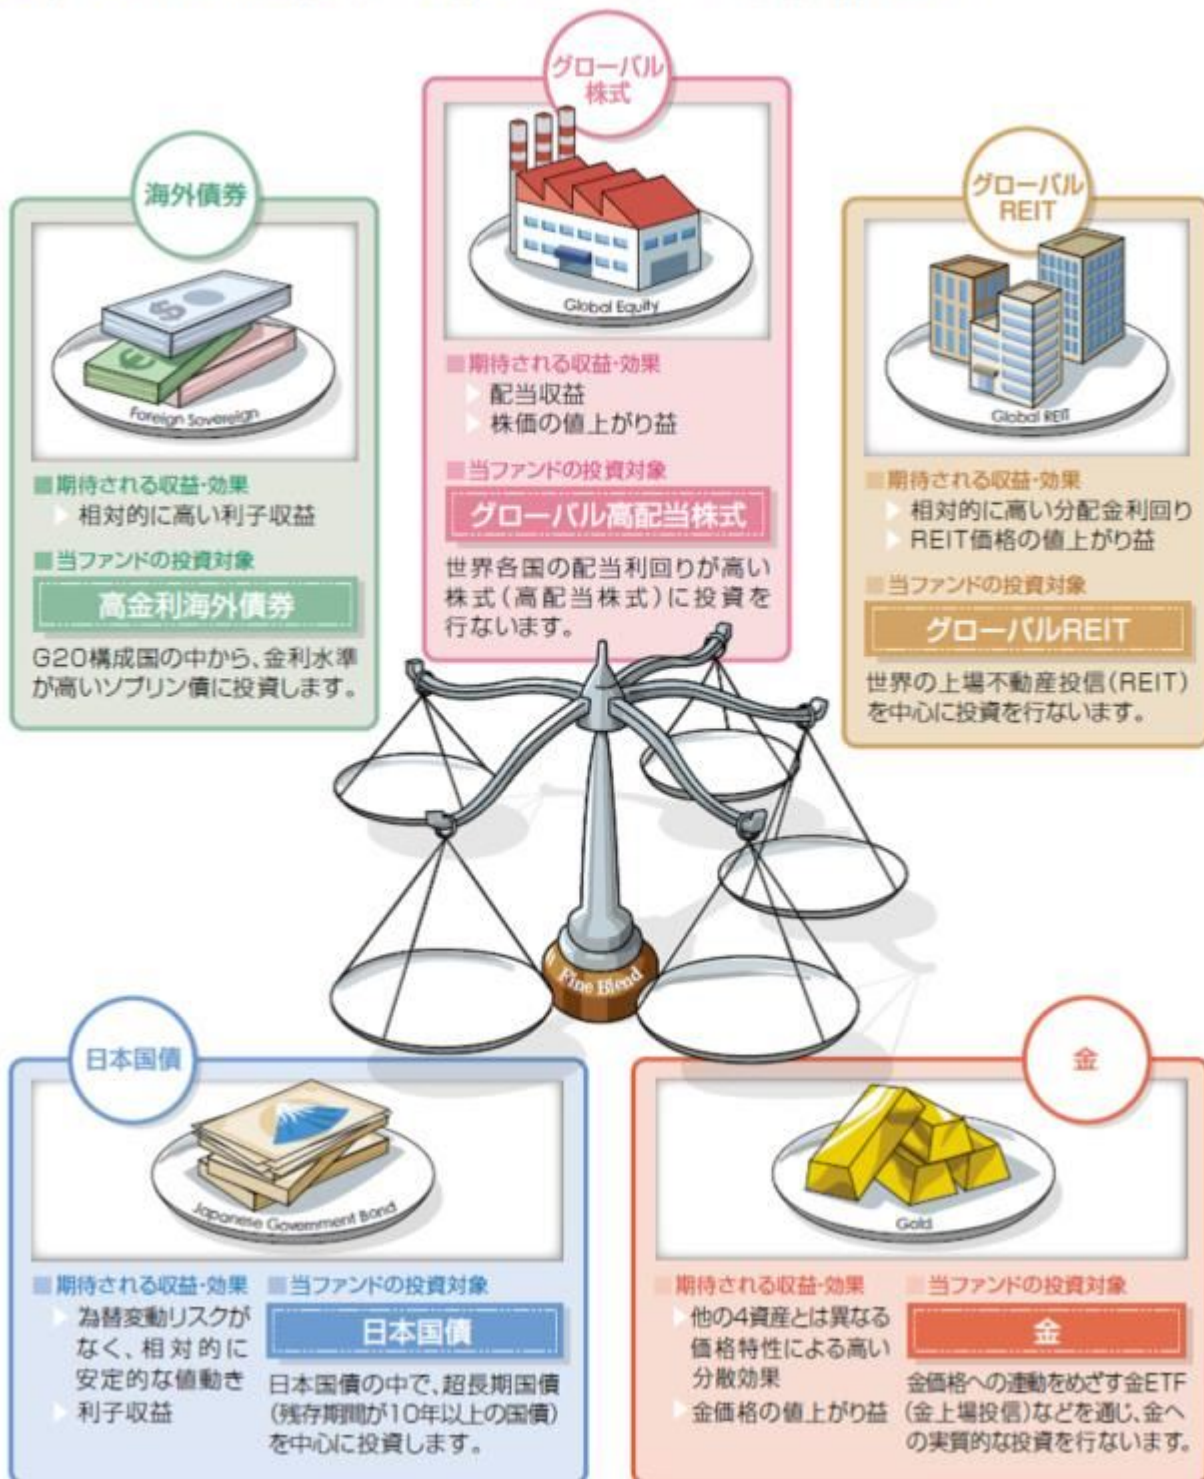 グローバル
株式
Global Equity
■期待される収益・効果
配当収益
株価の値上がり益
■当ファンドの投資対象
グローバル高配当株式
世界各国の配当利回りが高い
株式(高配当株式)に投資を
行ないます。
海外債券
Foreign Sovereign
■期待される収益・効果
相対的に高い利子収益
■当ファンドの投資対象
高金利海外債券
G20構成国の中から、金利水準
が高いソブリン債に投資します。
グローバル
REIT
Global REIT
■期待される収益・効果
相対的に高い分配金利回り
REIT価格の値上がり益
■当ファンドの投資対象
グローバルREIT
世界の上場不動産投信(REIT)
を中心に投資を行ないます。
Fine Blend
日本国債
Japanese Government Bond
■期待される収益・効果
為替変動リスクが
なく、相対的に
安定的な値動き
利子収益
■当ファンドの投資対象
日本国債
日本国債の中で、超長期国債
(残存期間が10年以上の国債)
を中心に投資します。
金
Gold
■期待される収益・効果
他の4資産とは異なる
価格特性による高い
分散効果
金価格の値上がり益
■当ファンドの投資対象
金
金価格への連動をめざす金ETF
(金上場投信)などを通じ、金へ
の実質的な投資を行ないます。